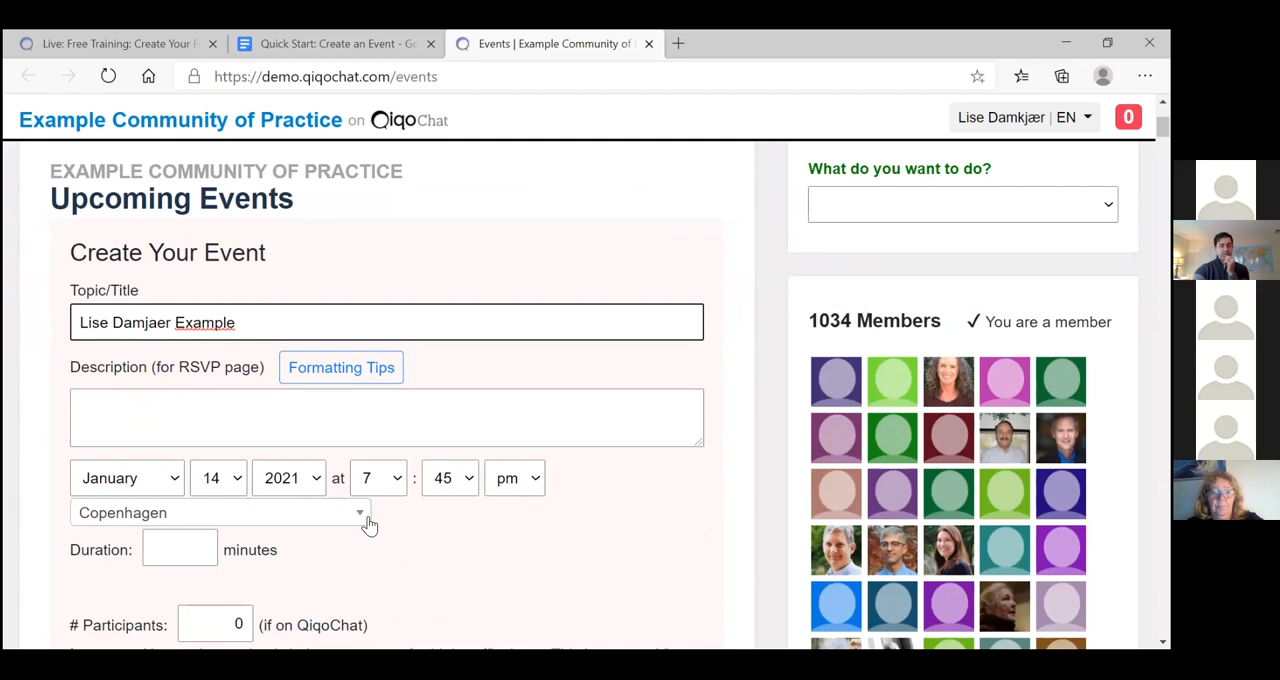 Live: Free Training: Create Your F
Quick Start: Create an Event - Go
Events | Example Community of
https://demo.qiqochat.com/events
Example Community of Practice on Qiqo Chat
Lise Damkjær | EN
0
EXAMPLE COMMUNITY OF PRACTICE
Upcoming Events
Create Your Event
Topic/Title
Lise Damjaer Example
Description (for RSVP page) Formatting Tips
January 14 2021 at 7 : 45 pm
Copenhagen
Duration: minutes
# Participants: 0 (if on QiqoChat)
What do you want to do?
1034 Members ✓ You are a member